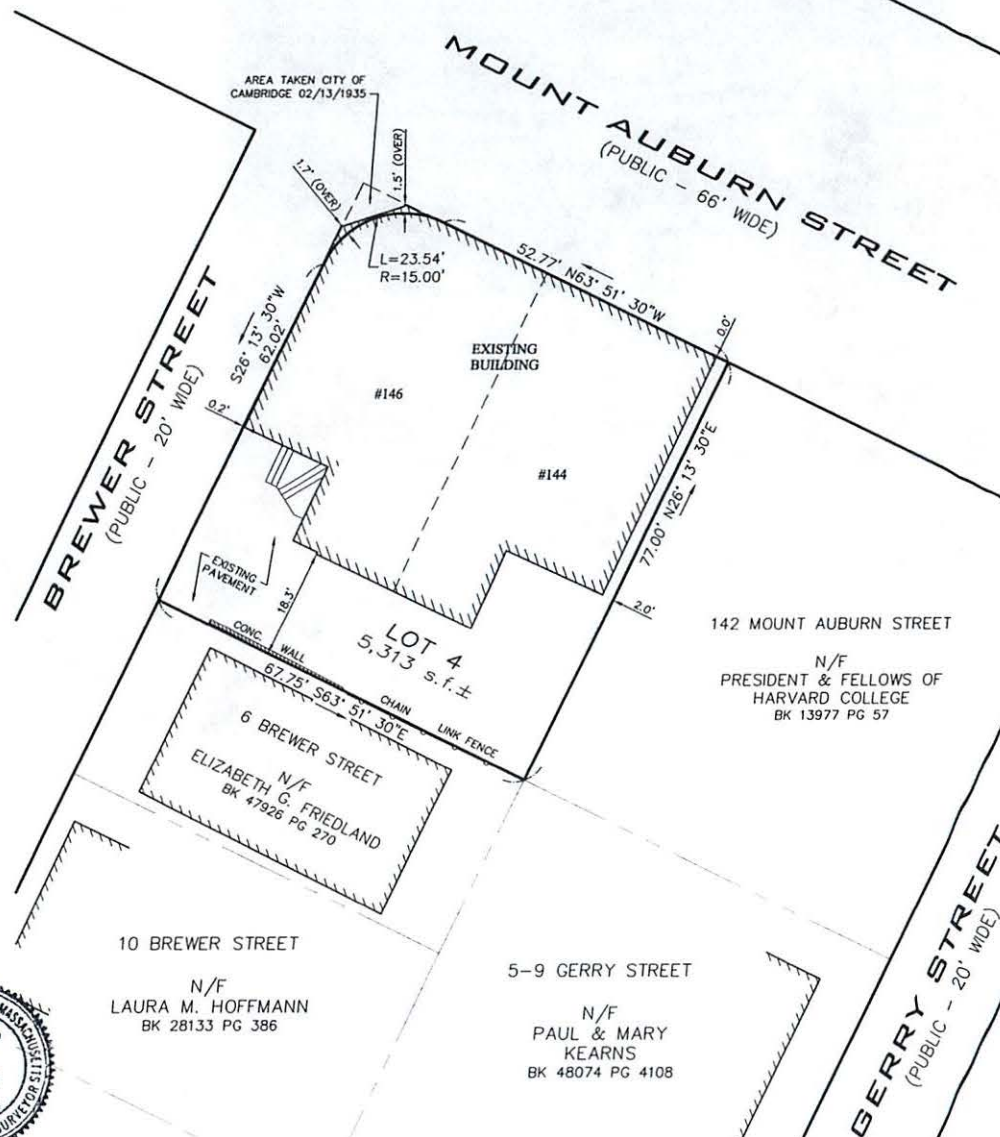 AREA TAKEN CITY OF
CAMBRIDGE 02/13/1935
MOUNT AUBURN STREET
(PUBLIC - 66' WIDE)
1.7' (OVER)
1.5' (OVER)
L=23.54'
R=15.00'
52.77' N63° 51' 30"W
0.0'
S26° 13' 30"W
62.02'
EXISTING
BUILDING
#146
#144
0.2'
BREWER STREET
(PUBLIC - 20' WIDE)
77.00' N26° 13' 30"E
EXISTING
PAVEMENT
18.3'
2.0'
LOT 4
5,313 s.f.±
CONC. WALL
CHAIN LINK FENCE
67.75' S63° 51' 30"E
142 MOUNT AUBURN STREET
N/F
PRESIDENT & FELLOWS OF
HARVARD COLLEGE
BK 13977 PG 57
6 BREWER STREET
N/F
ELIZABETH G. FRIEDLAND
BK 47926 PG 270
10 BREWER STREET
N/F
LAURA M. HOFFMANN
BK 28133 PG 386
5-9 GERRY STREET
N/F
PAUL & MARY
KEARNS
BK 48074 PG 4108
GERRY STREET
(PUBLIC - 20' WIDE)
MASSACHUSETTS
SURVEYOR